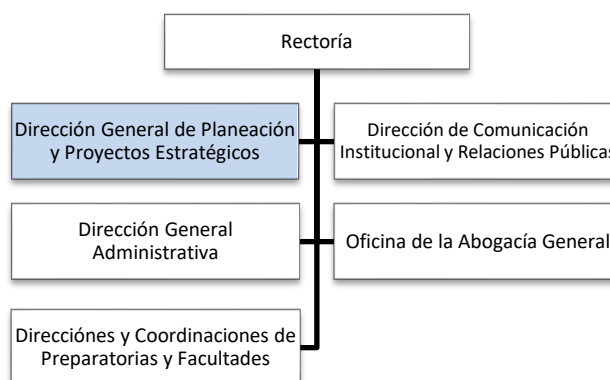 Rectoría
Dirección General de Planeación
y Proyectos Estratégicos
Dirección de Comunicación
Institucional y Relaciones Públicas
Dirección General
Administrativa
Oficina de la Abogacía General
Direcciónes y Coordinaciones de
Preparatorias y Facultades